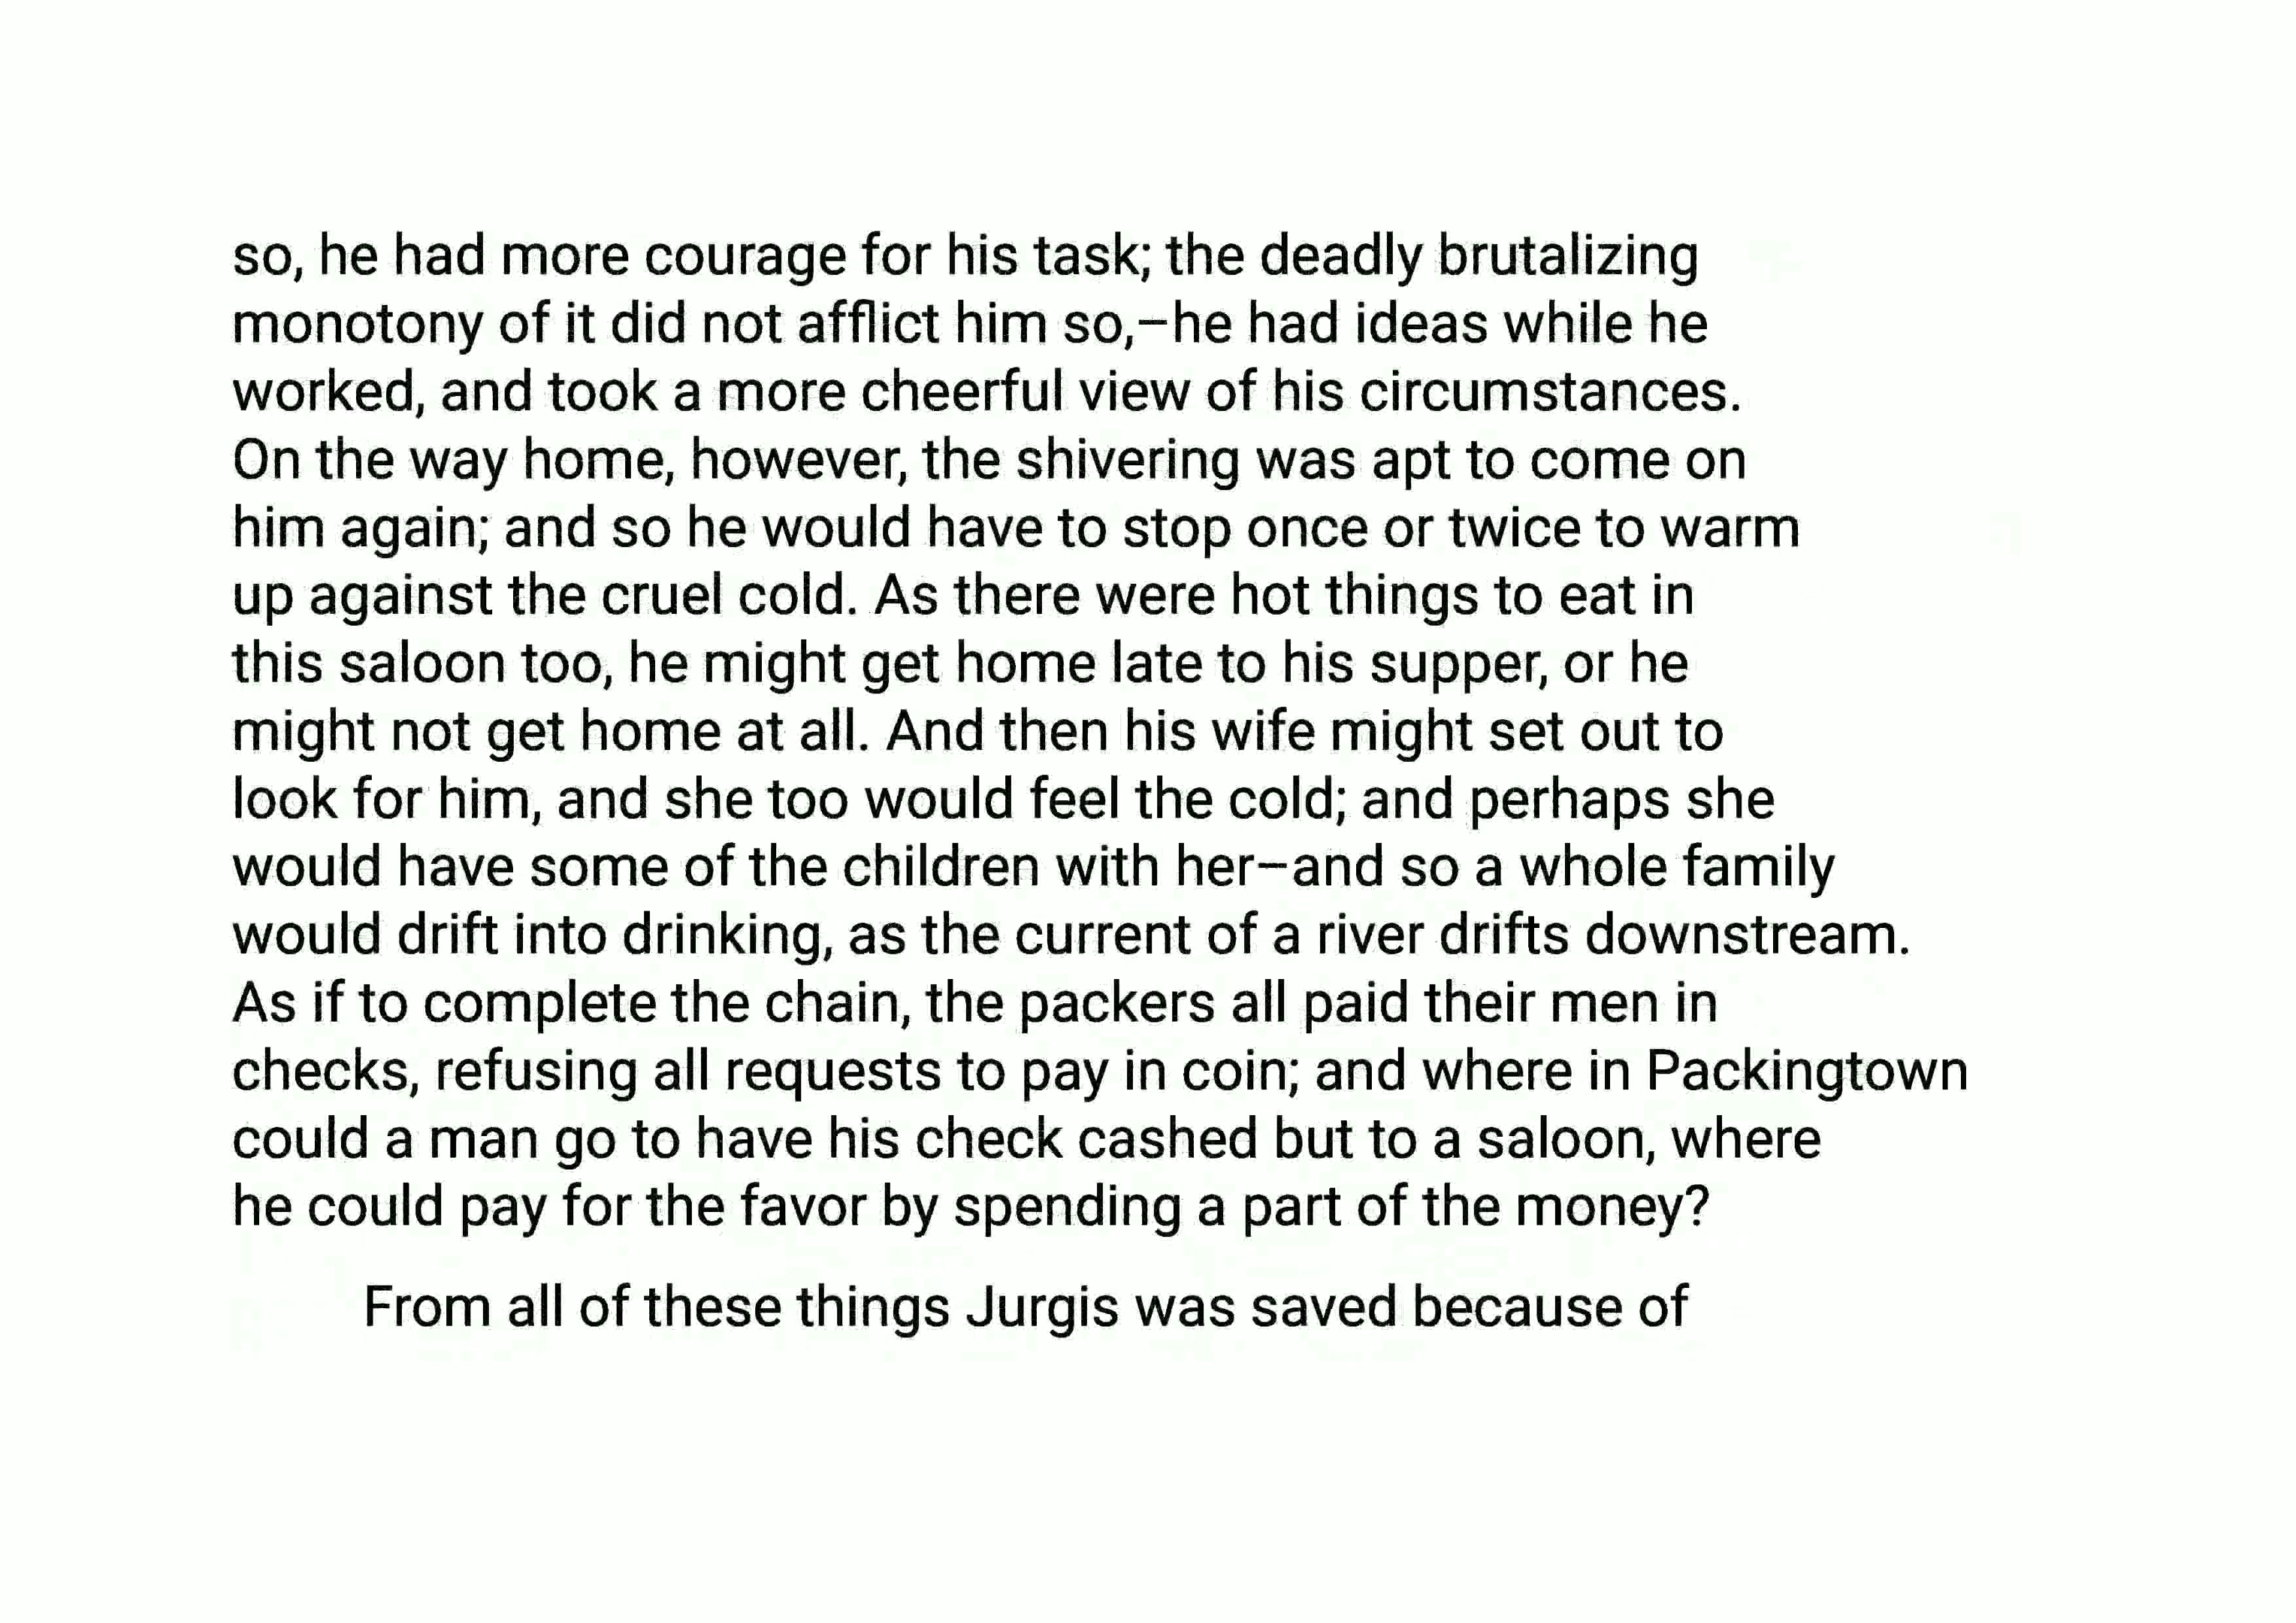 so, he had more courage for his task; the deadly brutalizing
monotony of it did not afflict him so,–he had ideas while he
worked, and took a more cheerful view of his circumstances.
On the way home, however, the shivering was apt to come on
him again; and so he would have to stop once or twice to warm
up against the cruel cold. As there were hot things to eat in
this saloon too, he might get home late to his supper, or he
might not get home at all. And then his wife might set out to
look for him, and she too would feel the cold; and perhaps she
would have some of the children with her–and so a whole family
would drift into drinking, as the current of a river drifts downstream.
As if to complete the chain, the packers all paid their men in
checks, refusing all requests to pay in coin; and where in Packingtown
could a man go to have his check cashed but to a saloon, where
he could pay for the favor by spending a part of the money?
From all of these things Jurgis was saved because of